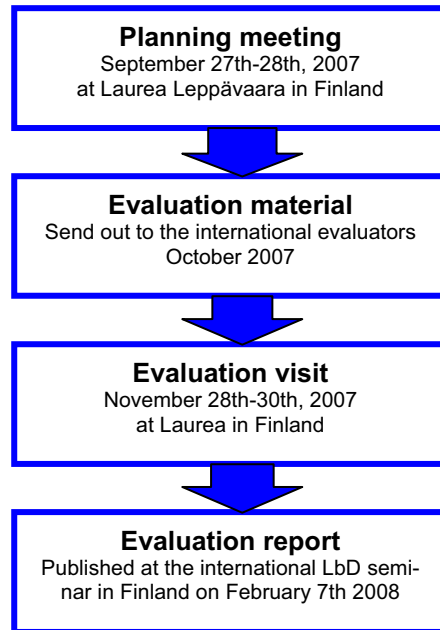 Planning meeting
September 27th-28th, 2007
at Laurea Leppävaara in Finland
Evaluation material
Send out to the international evaluators
October 2007
Evaluation visit
November 28th-30th, 2007
at Laurea in Finland
Evaluation report
Published at the international LbD semi-
nar in Finland on February 7th 2008